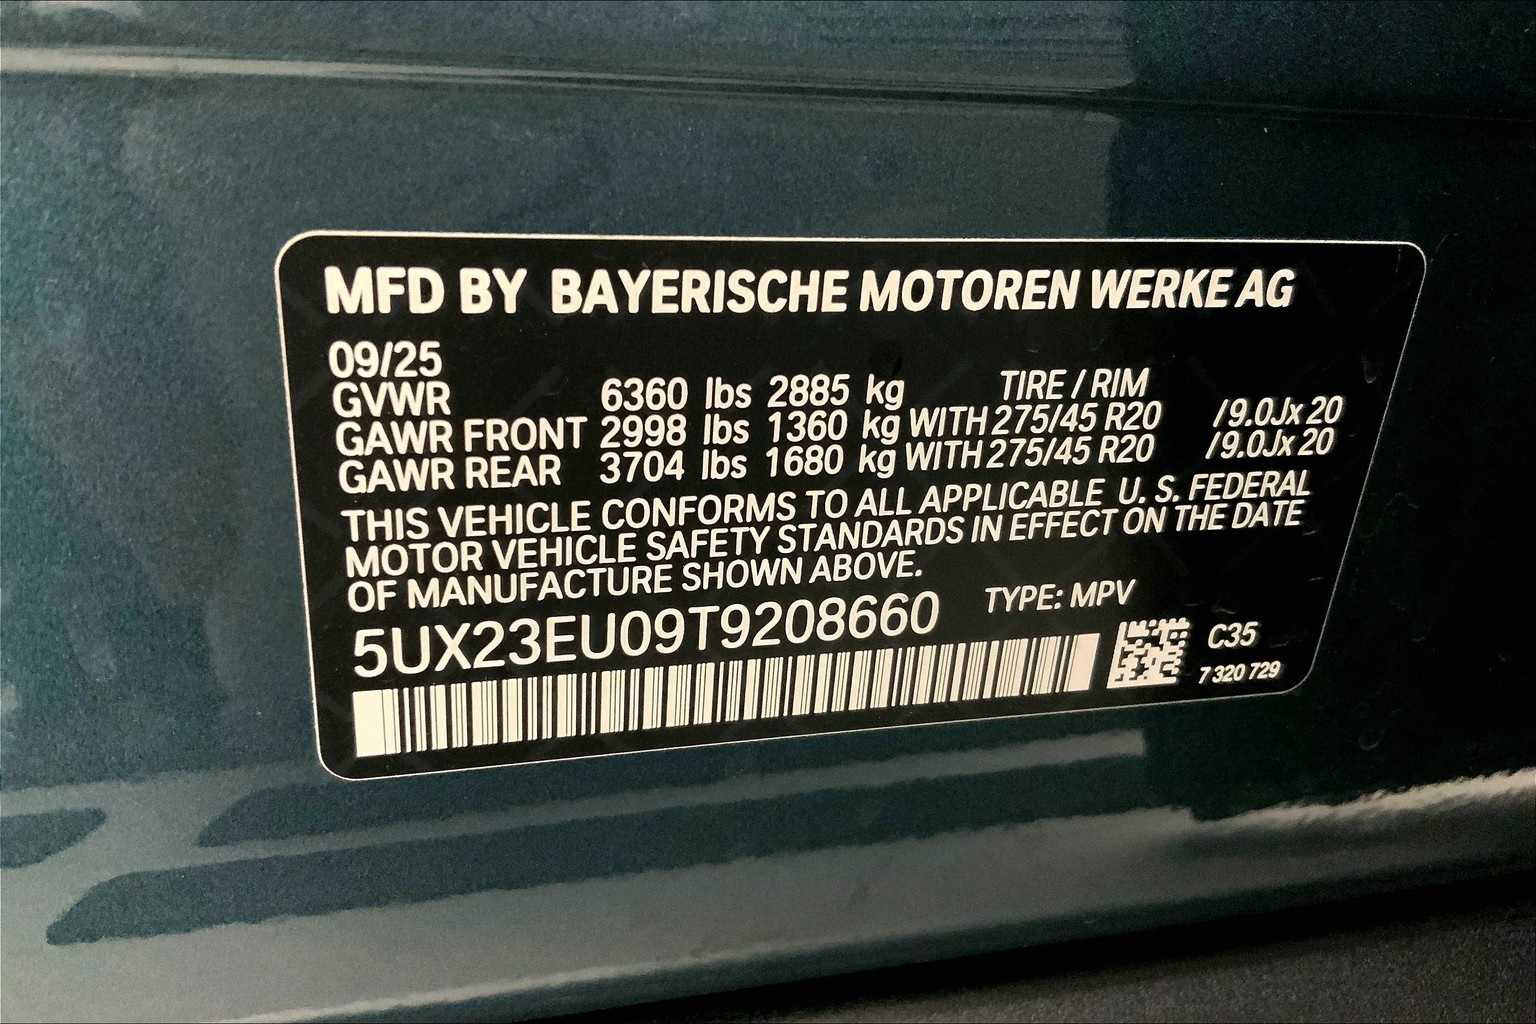 MFD BY BAYERISCHE MOTOREN WERKE AG
09/25
TIRE / RIM
GVWR 6360 lbs 2885 kg
GAWR FRONT 2998 lbs 1360 kg WITH 275/45 R20 / 9.0Jx 20
GAWR REAR 3704 lbs 1680 kg WITH 275/45 R20 / 9.0Jx 20
THIS VEHICLE CONFORMS TO ALL APPLICABLE U. S. FEDERAL
MOTOR VEHICLE SAFETY STANDARDS IN EFFECT ON THE DATE
OF MANUFACTURE SHOWN ABOVE.
5UX23EU09T9208660 TYPE: MPV
C35
7 320 729